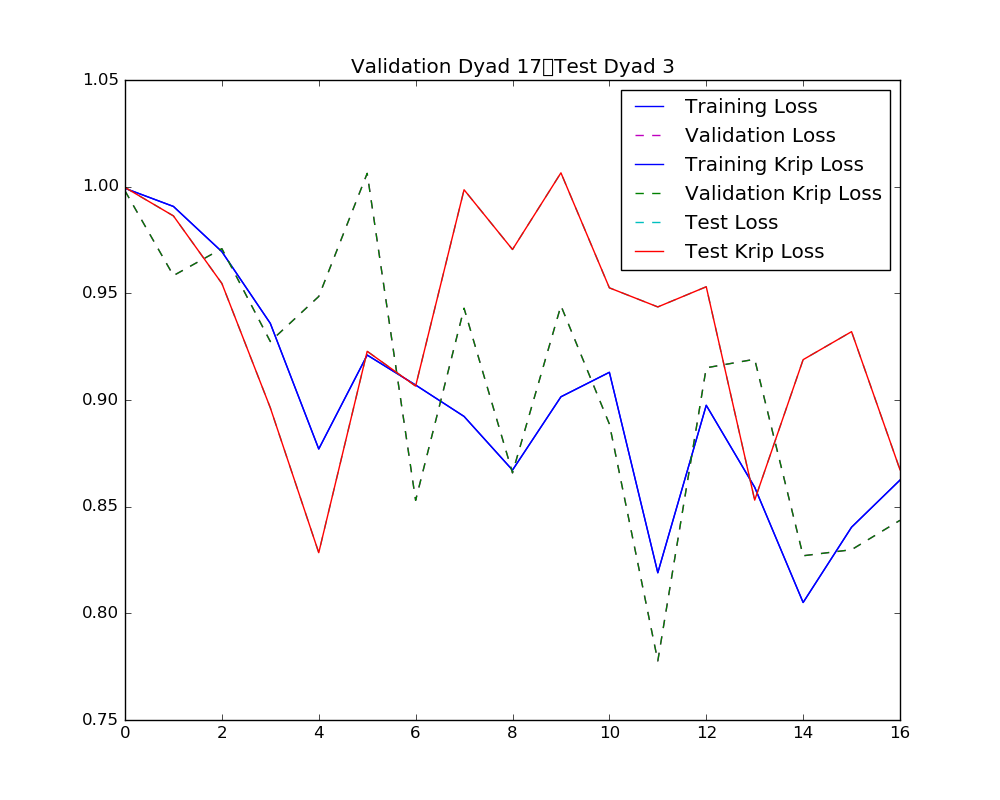 Validation Dyad 17▯Test Dyad 3
1.05
1.00
0.95
0.90
0.85
0.80
0.75
0 2 4 6 8 10 12 14 16
Training Loss
Validation Loss
Training Krip Loss
Validation Krip Loss
Test Loss
Test Krip Loss